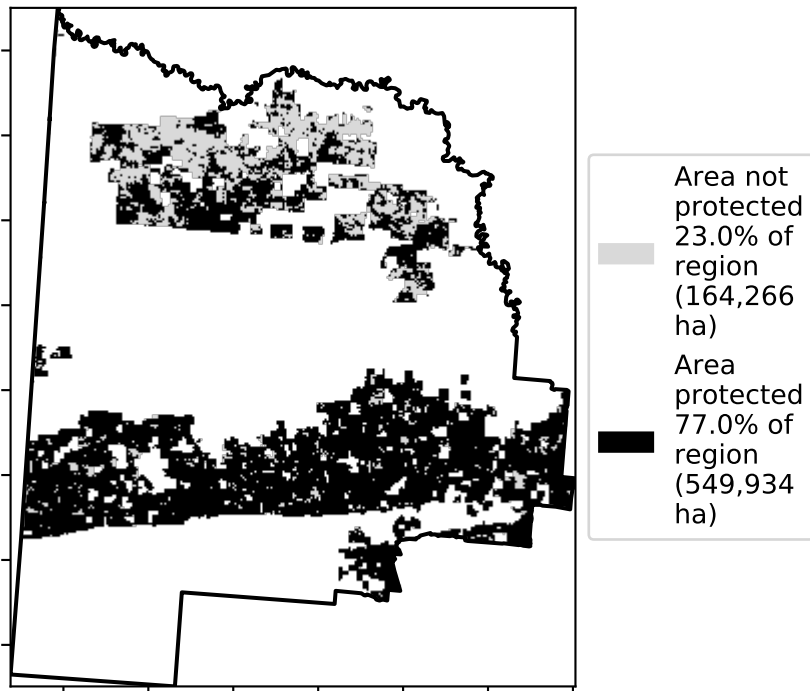 Area not
protected
23.0% of
region
(164,266
ha)
Area
protected
77.0% of
region
(549,934
ha)